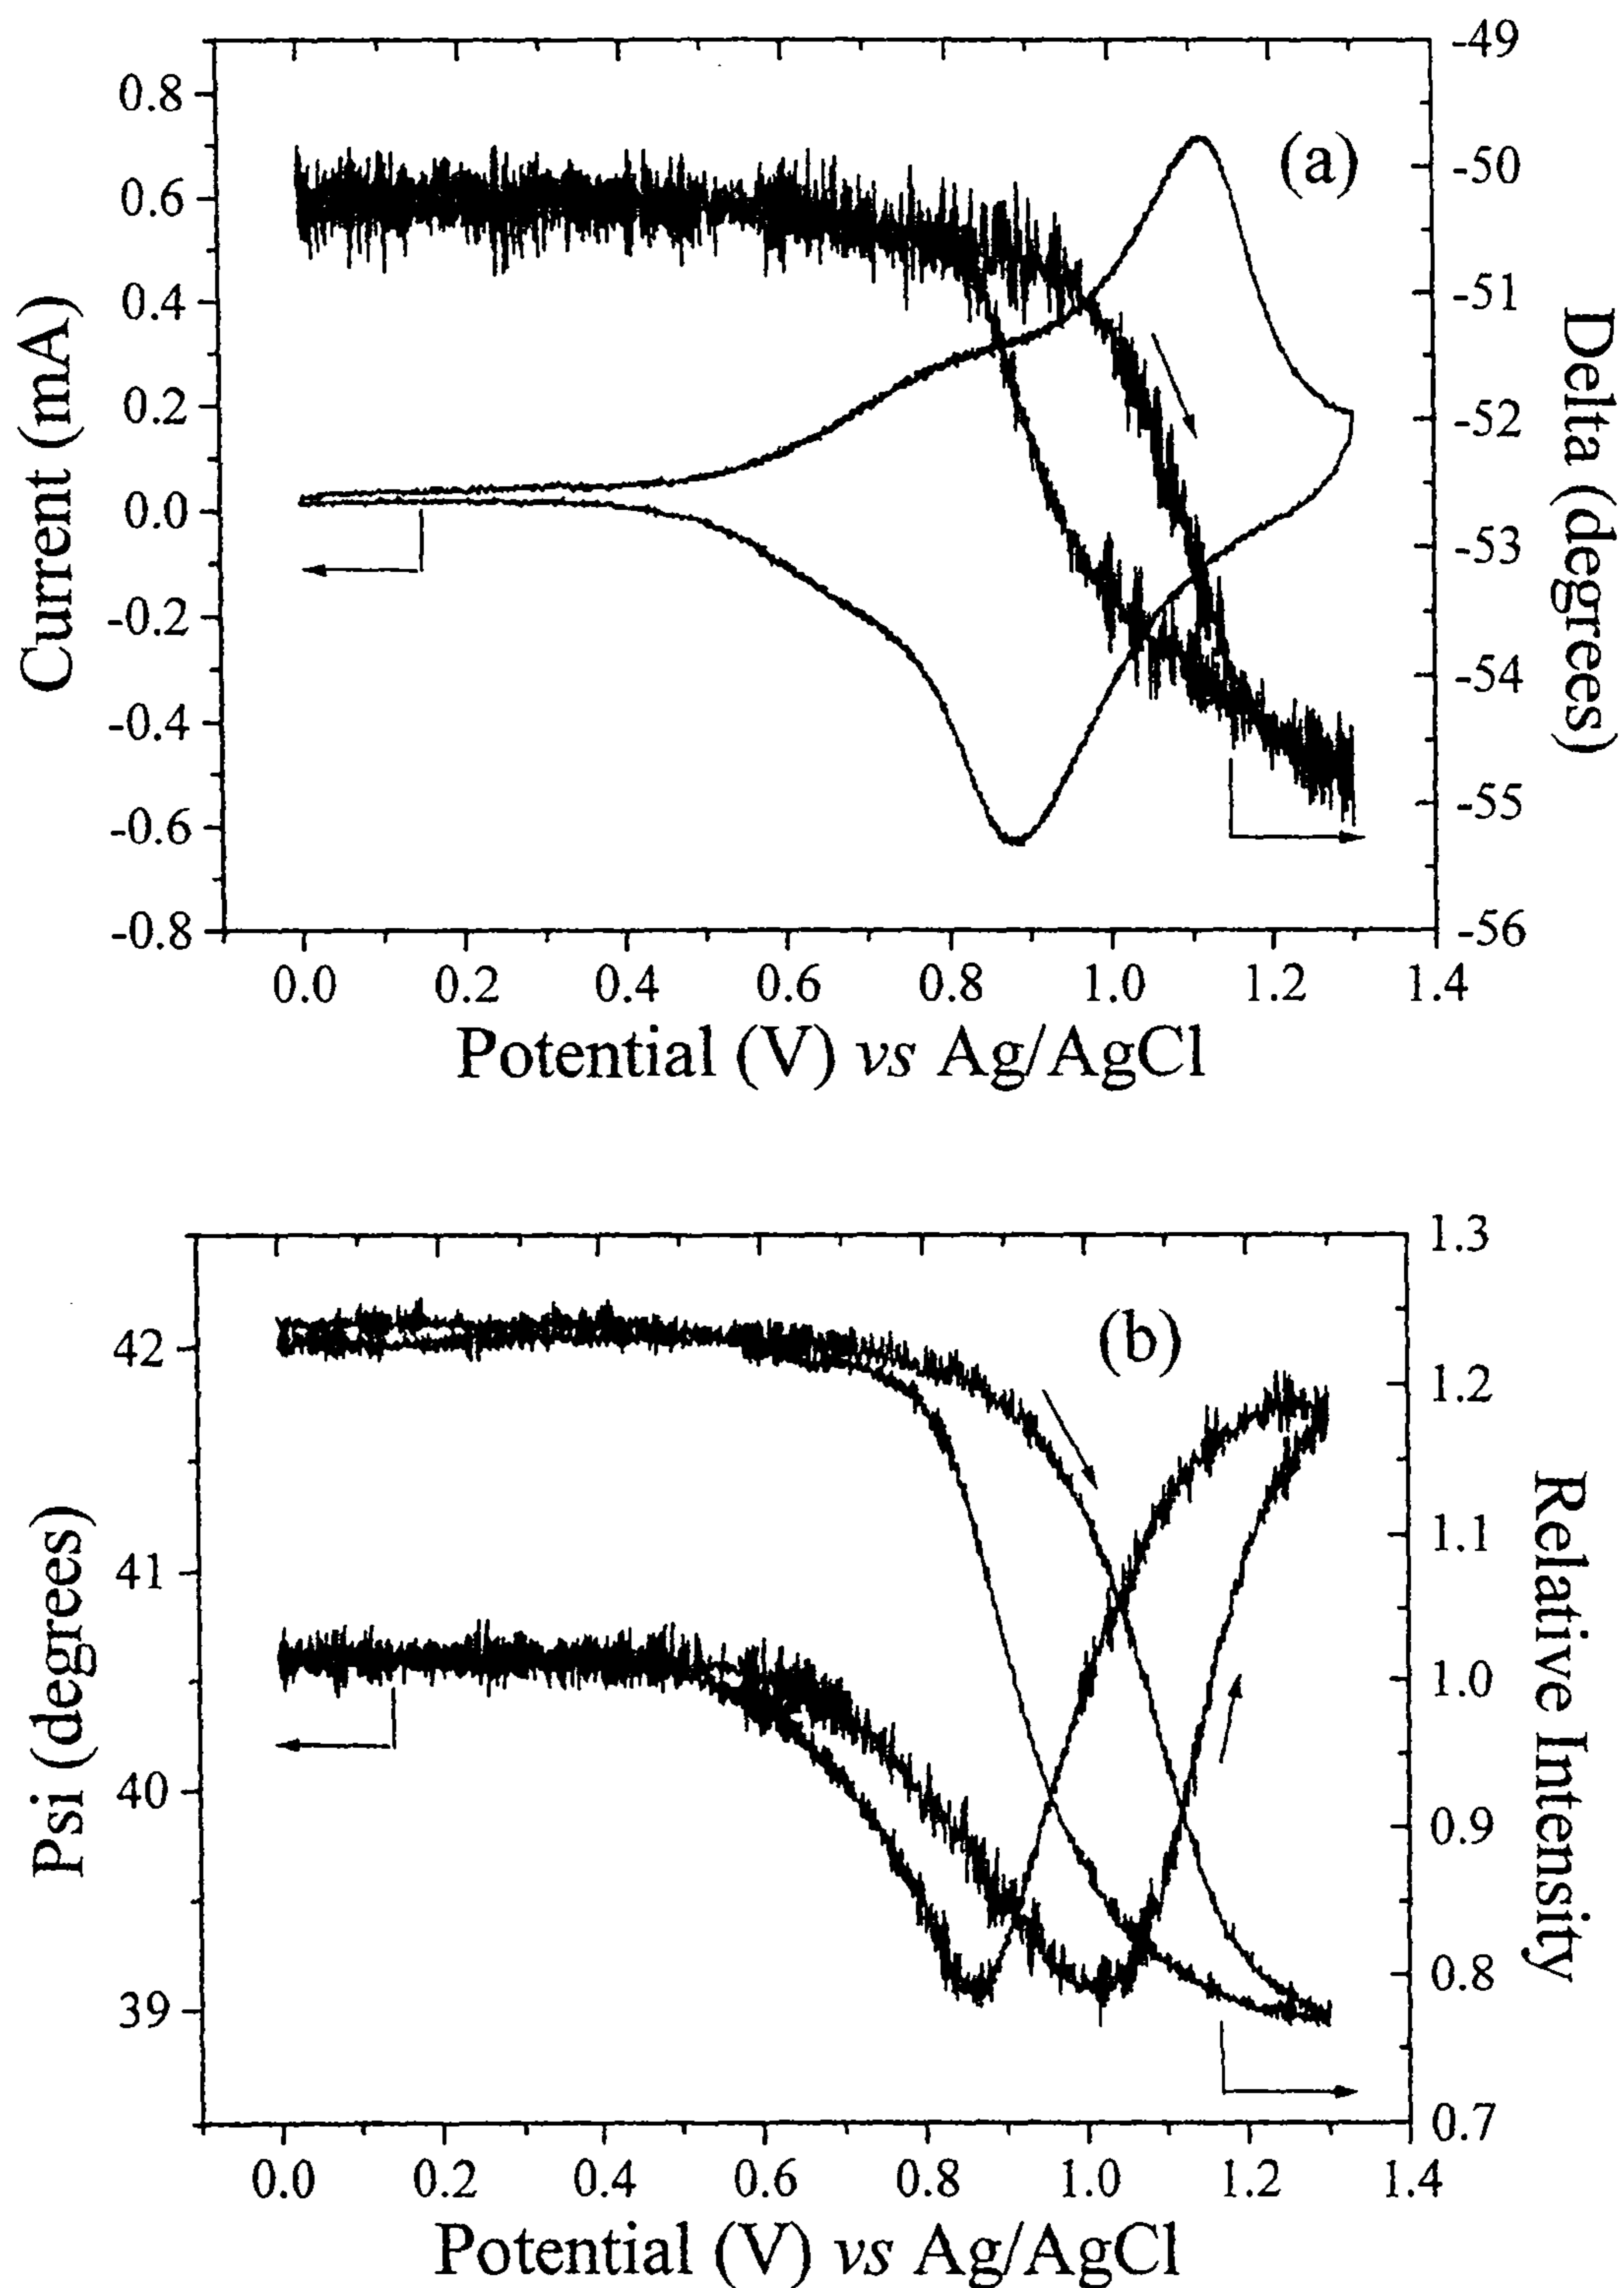 (a)
0.8
0.6
0.4
0.2
0.0
-0.2
-0.4
-0.6
-0.8
Current (mA)
-49
-50
-51
-52
-53
-54
-55
-56
Delta (degrees)
0.0 0.2 0.4 0.6 0.8 1.0 1.2 1.4
Potential (V) vs Ag/AgCl
(b)
42
41
40
39
Psi (degrees)
1.3
1.2
1.1
1.0
0.9
0.8
0.7
Relative Intensity
0.0 0.2 0.4 0.6 0.8 1.0 1.2 1.4
Potential (V) vs Ag/AgCl